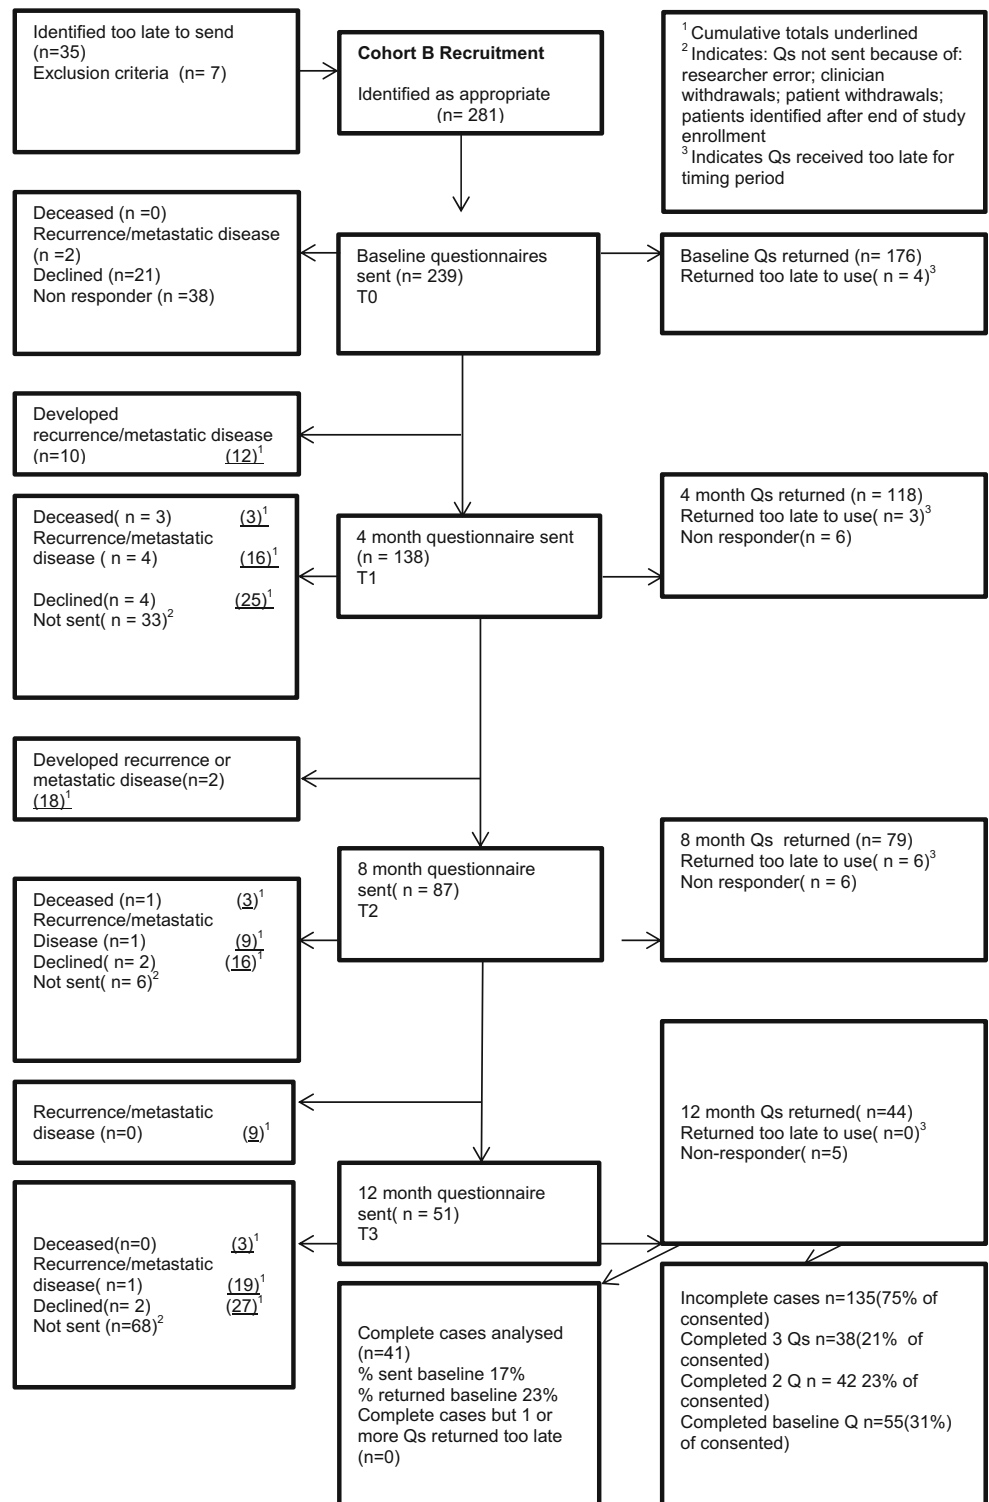 Identified too late to send
(n=35)
Exclusion criteria (n= 7)
Cohort B Recruitment
Identified as appropriate
(n= 281)
¹ Cumulative totals underlined
² Indicates: Qs not sent because of:
researcher error; clinician
withdrawals; patient withdrawals;
patients identified after end of study
enrollment
³ Indicates Qs received too late for
timing period
Deceased (n =0)
Recurrence/metastatic disease
(n =2)
Declined (n=21)
Non responder (n =38)
Baseline questionnaires
sent (n= 239)
T0
Baseline Qs returned (n= 176)
Returned too late to use( n = 4)³
Developed
recurrence/metastatic disease
(n=10) (12)¹
Deceased( n = 3) (3)¹
Recurrence/metastatic
disease ( n = 4) (16)¹
Declined(n = 4) (25)¹
Not sent( n = 33)²
4 month questionnaire sent
(n = 138)
T1
4 month Qs returned (n = 118)
Returned too late to use( n= 3)³
Non responder(n = 6)
Developed recurrence or
metastatic disease(n=2)
(18)¹
8 month questionnaire
sent( n = 87)
T2
8 month Qs returned (n= 79)
Returned too late to use( n = 6)³
Non responder( n = 6)
Deceased (n=1) (3)¹
Recurrence/metastatic
Disease (n=1) (9)¹
Declined( n= 2) (16)¹
Not sent( n= 6)²
Recurrence/metastatic
disease (n=0) (9)¹
12 month questionnaire
sent( n = 51)
T3
12 month Qs returned( n=44)
Returned too late to use( n=0)³
Non-responder( n=5)
Deceased(n=0) (3)¹
Recurrence/metastatic
disease( n=1) (19)¹
Declined(n= 2) (27)¹
Not sent (n=68)²
Complete cases analysed
(n=41)
% sent baseline 17%
% returned baseline 23%
Complete cases but 1 or
more Qs returned too late
(n=0)
Incomplete cases n=135(75% of
consented)
Completed 3 Qs n=38(21% of
consented)
Completed 2 Q n = 42 23% of
consented)
Completed baseline Q n=55(31%)
of consented)